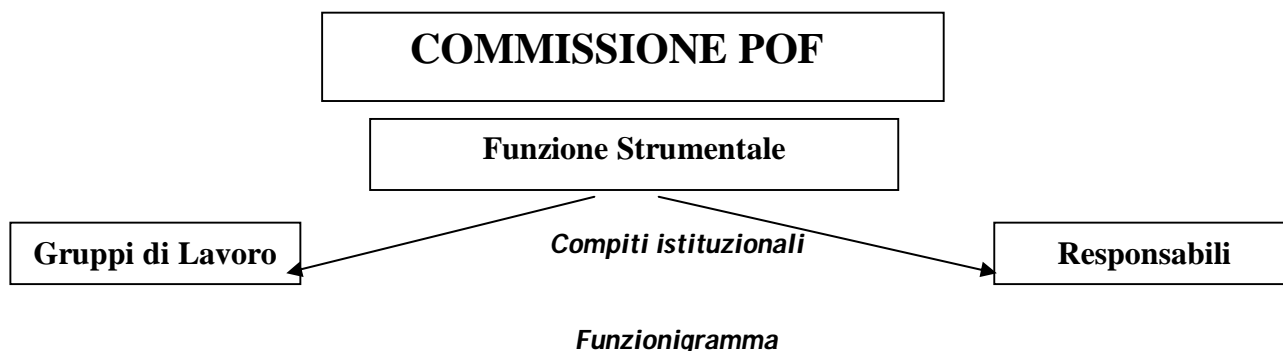 COMMISSIONE POF
Funzione Strumentale
Gruppi di Lavoro
Compiti istituzionali
Responsabili
Funzionigramma